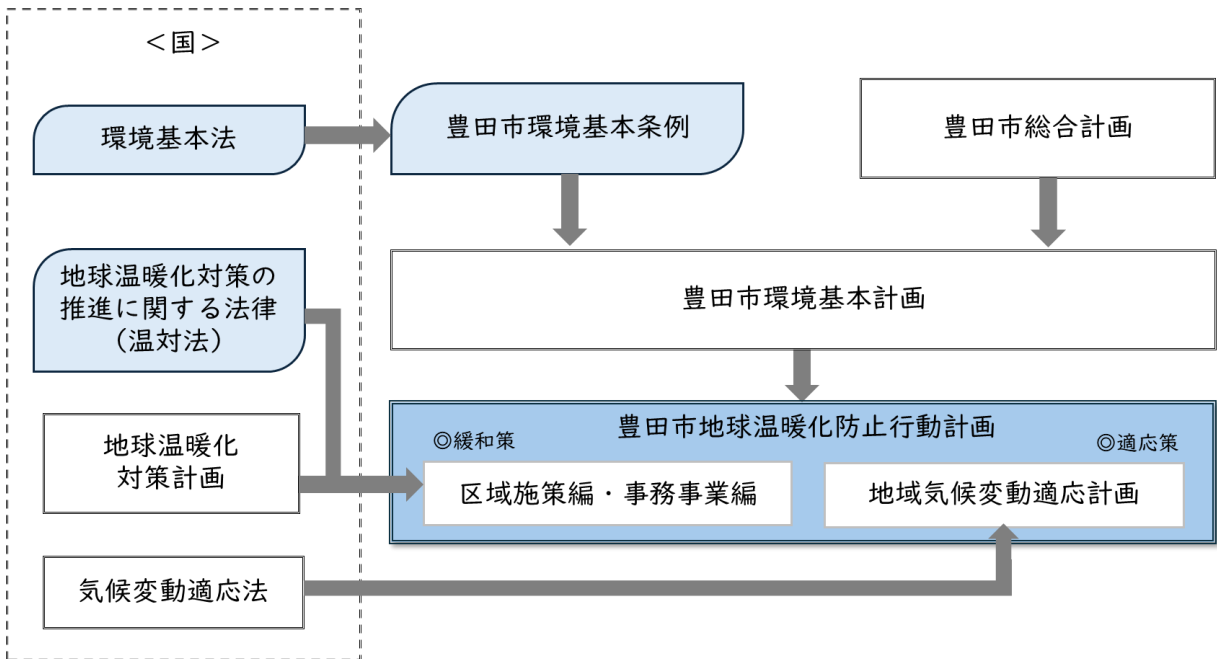 ＜国＞
環境基本法
豊田市環境基本条例
豊田市総合計画
地球温暖化対策の
推進に関する法律
（温対法）
豊田市環境基本計画
地球温暖化
対策計画
豊田市地球温暖化防止行動計画
◎緩和策
◎適応策
区域施策編・事務事業編
地域気候変動適応計画
気候変動適応法